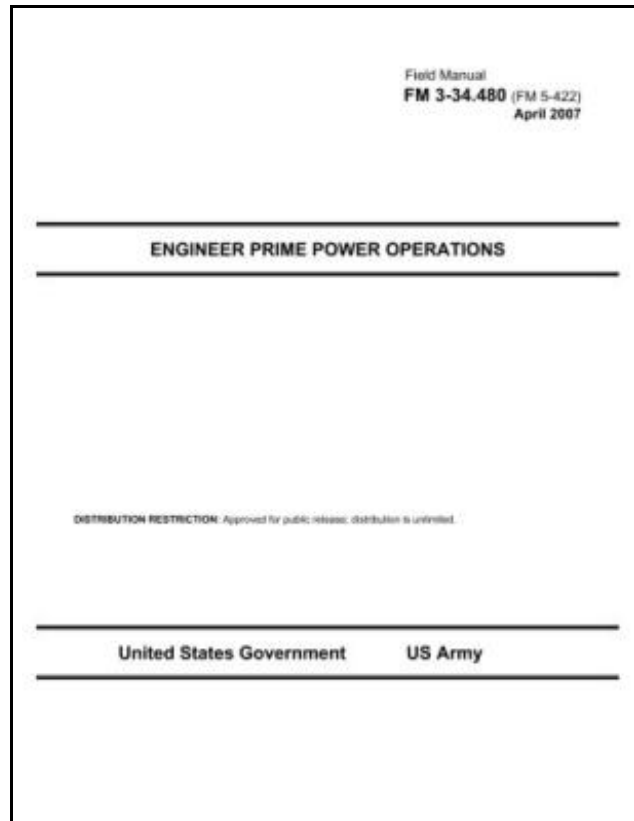 Field Manual
FM 3-34.480 (FM 5-422)
April 2007
ENGINEER PRIME POWER OPERATIONS
DISTRIBUTION RESTRICTION: Approved for public release; distribution is unlimited.
United States Government US Army